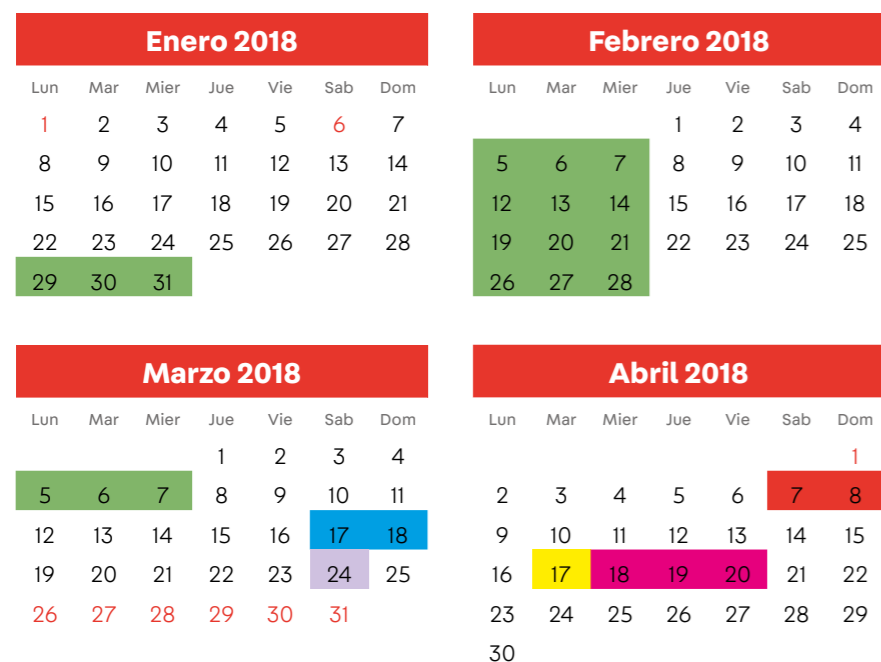 Enero 2018
Lun Mar Mier Jue Vie Sab Dom
1 2 3 4 5 6 7
8 9 10 11 12 13 14
15 16 17 18 19 20 21
22 23 24 25 26 27 28
29 30 31
Febrero 2018
Lun Mar Mier Jue Vie Sab Dom
1 2 3 4
5 6 7 8 9 10 11
12 13 14 15 16 17 18
19 20 21 22 23 24 25
26 27 28
Marzo 2018
Lun Mar Mier Jue Vie Sab Dom
1 2 3 4
5 6 7 8 9 10 11
12 13 14 15 16 17 18
19 20 21 22 23 24 25
26 27 28 29 30 31
Abril 2018
Lun Mar Mier Jue Vie Sab Dom
1
2 3 4 5 6 7 8
9 10 11 12 13 14 15
16 17 18 19 20 21 22
23 24 25 26 27 28 29
30